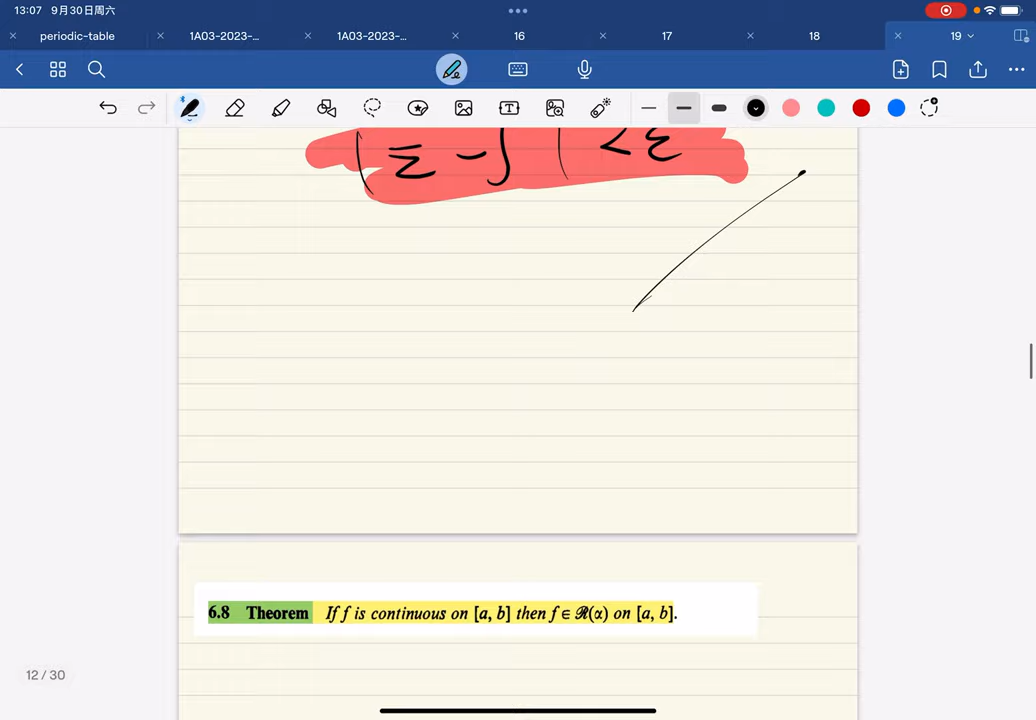 13:07 9月30日周六
periodic-table 1A03-2023-... 1A03-2023-... 16 17 18 19
| Σ - ∫ | < ε
6.8 Theorem If f is continuous on [a, b] then f ∈ ℛ(α) on [a, b].
12 / 30